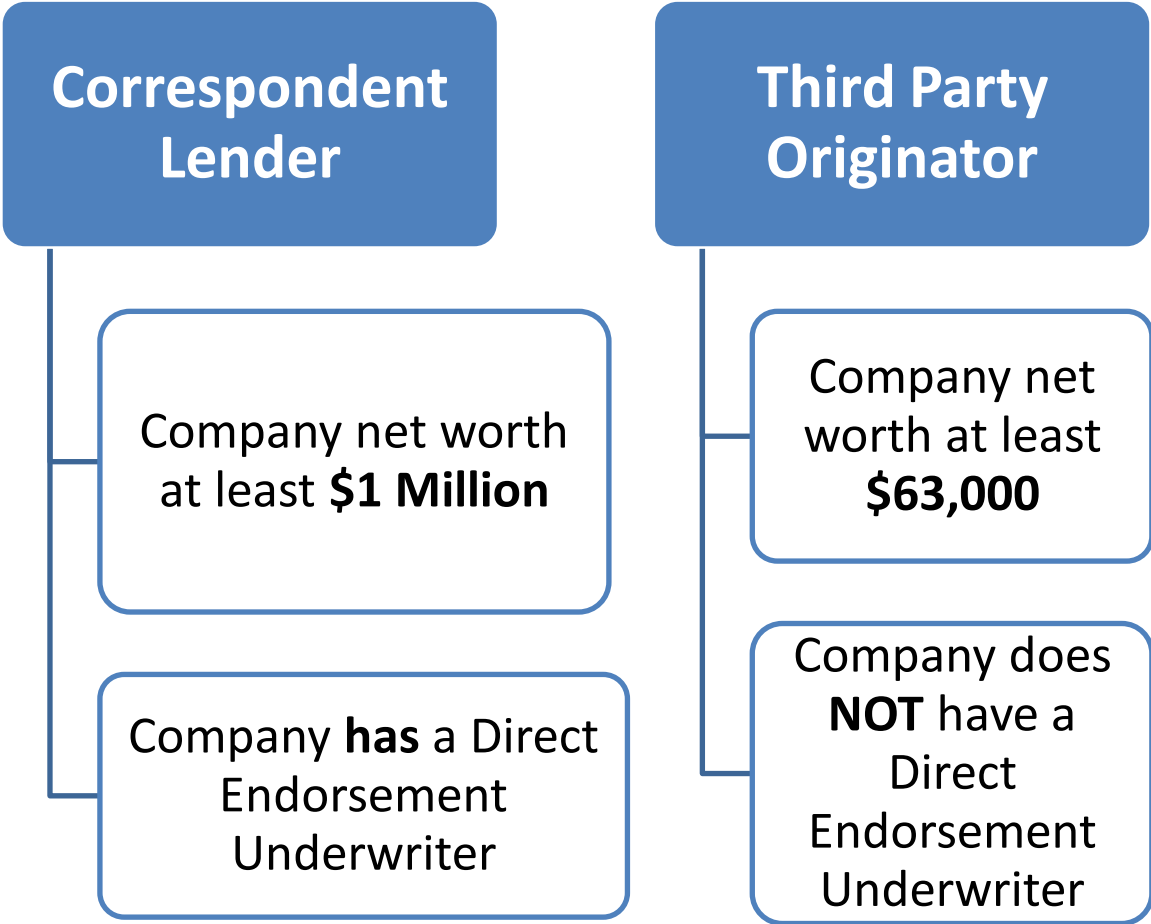 Correspondent
Lender
Company net worth
at least $1 Million
Company has a Direct
Endorsement
Underwriter
Third Party
Originator
Company net
worth at least
$63,000
Company does
NOT have a
Direct
Endorsement
Underwriter